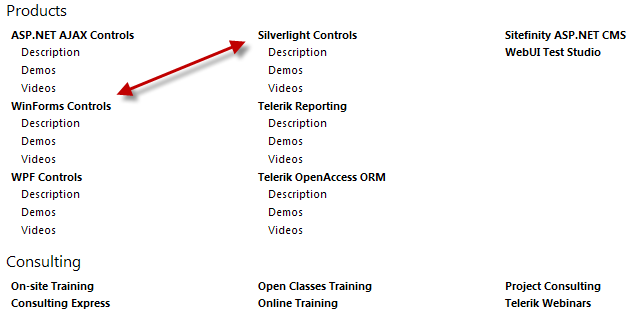 Products
ASP.NET AJAX Controls
Description
Demos
Videos
WinForms Controls
Description
Demos
Videos
WPF Controls
Description
Demos
Videos
Silverlight Controls
Description
Demos
Videos
Telerik Reporting
Description
Demos
Videos
Telerik OpenAccess ORM
Description
Demos
Videos
Sitefinity ASP.NET CMS
WebUI Test Studio
Consulting
On-site Training
Consulting Express
Open Classes Training
Online Training
Project Consulting
Telerik Webinars